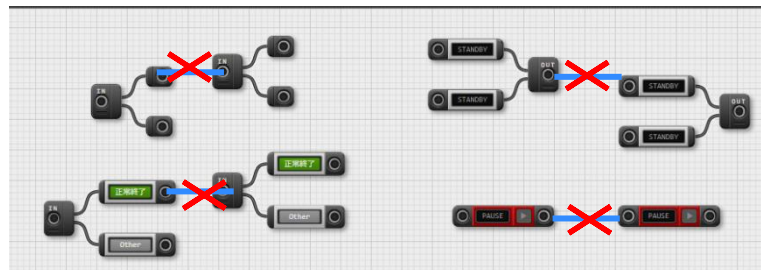 IN
STANDBY
OUT
STANDBY
IN
STANDBY
OUT
STANDBY
正常終了
正常終了
IN
Other
Other
PAUSE
PAUSE